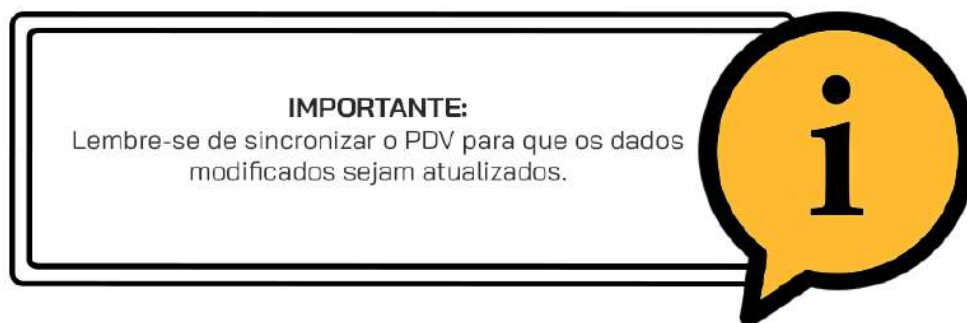 IMPORTANTE:
Lembre-se de sincronizar o PDV para que os dados
modificados sejam atualizados.
i